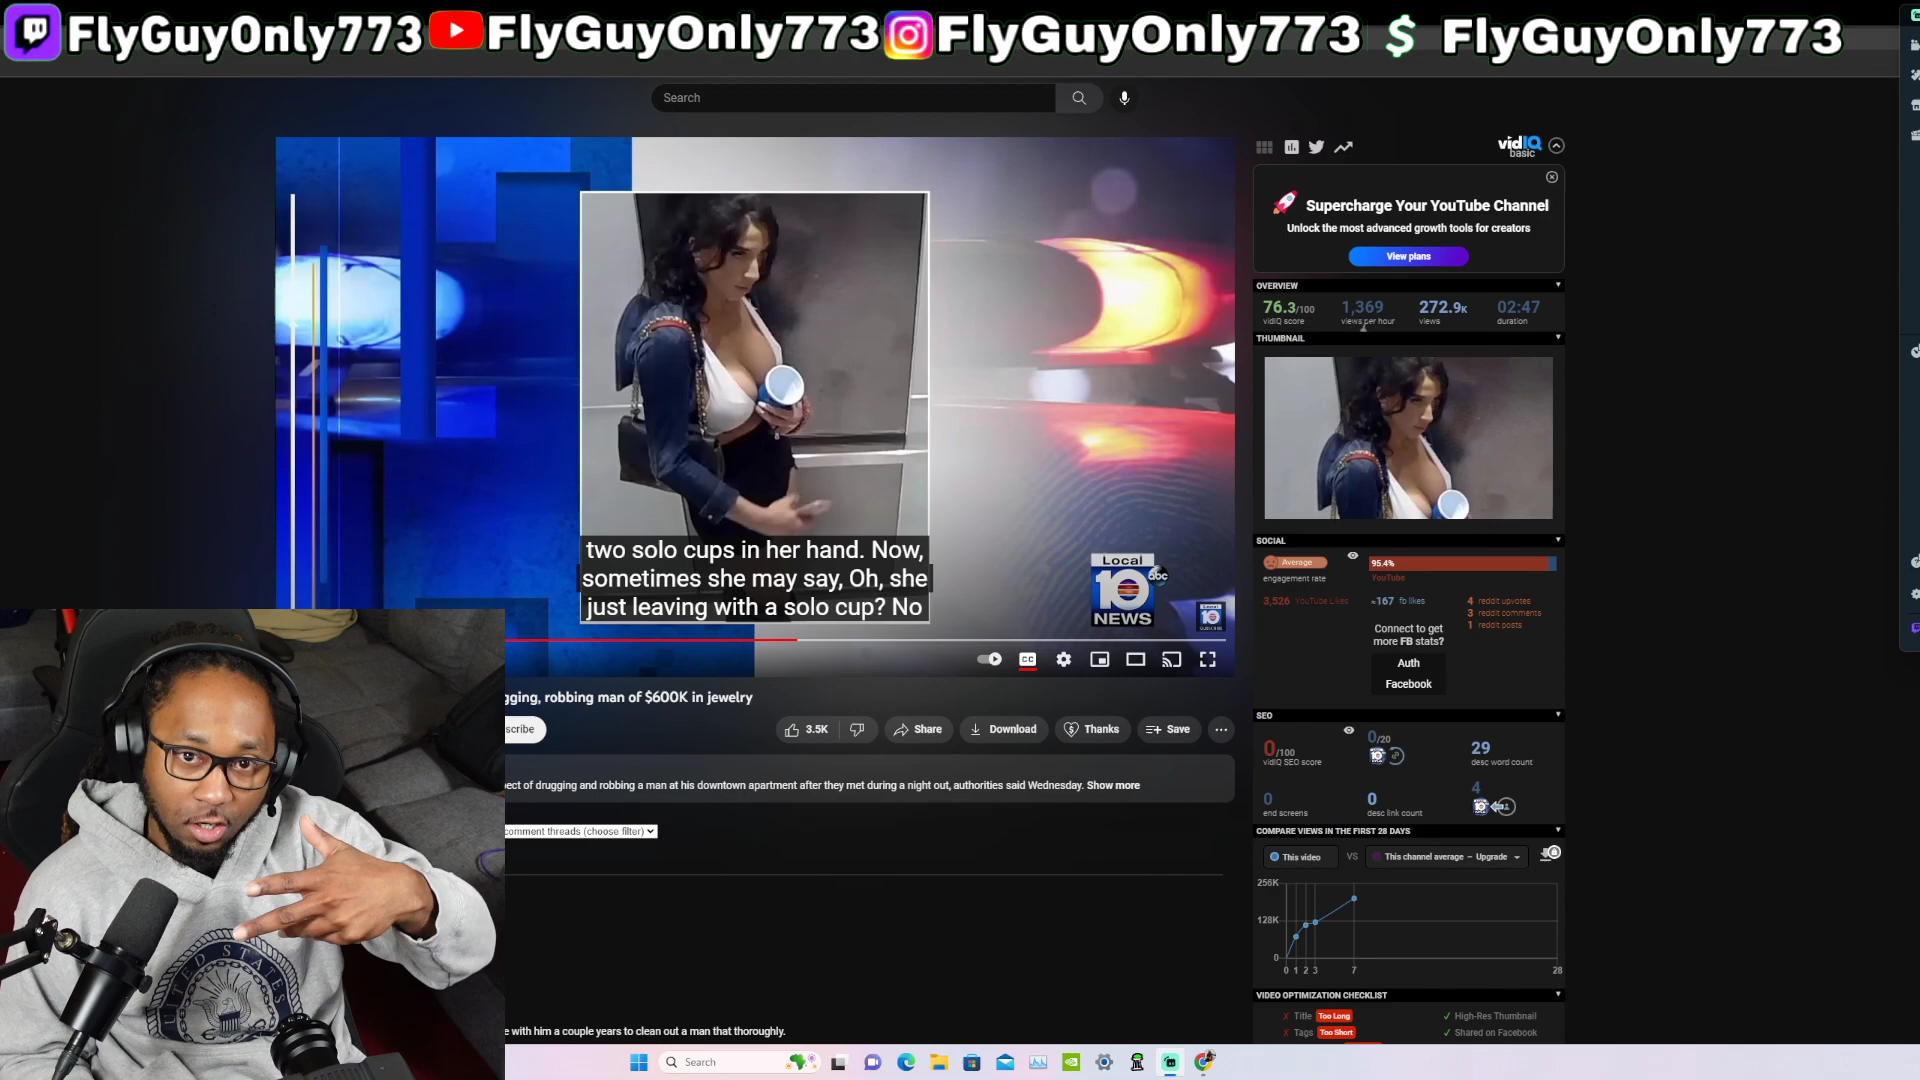 FlyGuyOnly773 FlyGuyOnly773 FlyGuyOnly773 $ FlyGuyOnly773
Search
two solo cups in her hand. Now,
sometimes she may say, Oh, she
just leaving with a solo cup? No
Local
10
abc
NEWS
CC
gging, robbing man of $600K in jewelry
scribe
3.5K
Share
Download
Thanks
Save
pect of drugging and robbing a man at his downtown apartment after they met during a night out, authorities said Wednesday. Show more
comment threads (choose filter)
e with him a couple years to clean out a man that thoroughly.
UNITED STATES
vidIQ
basic
Supercharge Your YouTube Channel
Unlock the most advanced growth tools for creators
View plans
OVERVIEW
76.3/100 1,369 272.9K 02:47
vidIQ score views per hour views duration
THUMBNAIL
SOCIAL
Average 95.4%
engagement rate YouTube
3,526 YouTube Likes ≈167 fb likes 4 reddit upvotes
3 reddit comments
1 reddit posts
Connect to get
more FB stats?
Auth
Facebook
SEO
0/100 0/20 29
vidIQ SEO score desc word count
0 0 4
end screens desc link count
COMPARE VIEWS IN THE FIRST 28 DAYS
This video VS This channel average – Upgrade
256K
128K
0
0 1 2 3 7 28
VIDEO OPTIMIZATION CHECKLIST
Title Too Long High-Res Thumbnail
Tags Too Short Shared on Facebook
Search